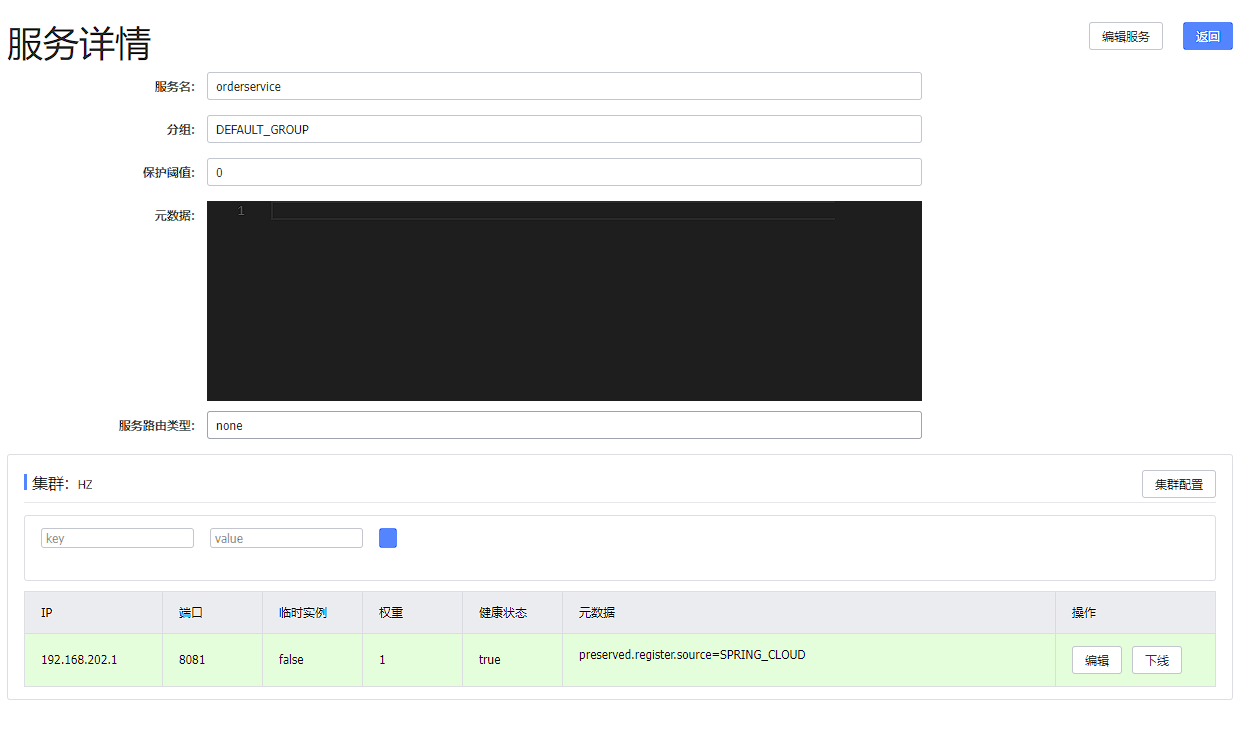 服务详情
编辑服务 返回
服务名: orderservice
分组: DEFAULT_GROUP
保护阈值: 0
元数据: 1
服务路由类型: none
集群: HZ 集群配置
key value
IP 端口 临时实例 权重 健康状态 元数据 操作
192.168.202.1 8081 false 1 true preserved.register.source=SPRING_CLOUD 编辑 下线